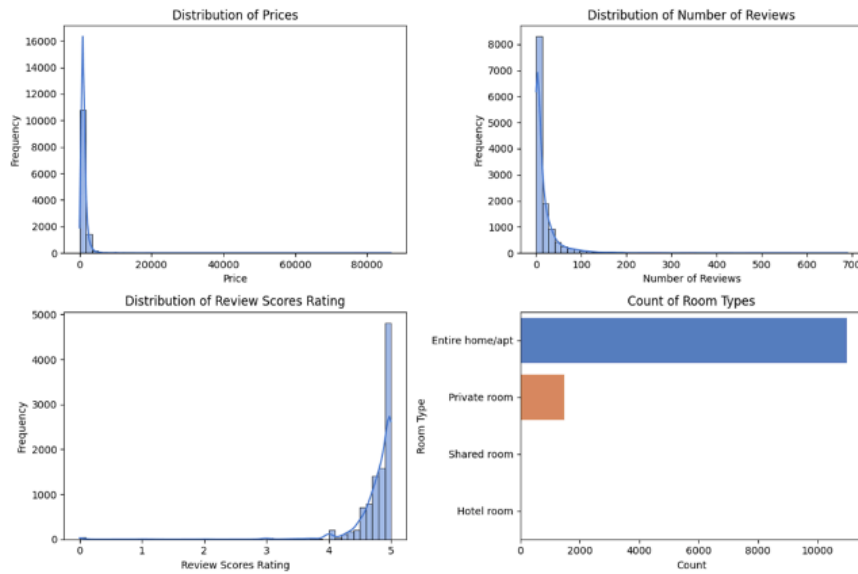 Distribution of Prices
16000
14000
12000
10000
8000
6000
4000
2000
0
Frequency
0 20000 40000 60000 80000
Price
Distribution of Number of Reviews
8000
7000
6000
5000
4000
3000
2000
1000
0
Frequency
0 100 200 300 400 500 600 700
Number of Reviews
Distribution of Review Scores Rating
5000
4000
3000
2000
1000
0
Frequency
0 1 2 3 4 5
Review Scores Rating
Count of Room Types
Entire home/apt
Private room
Shared room
Hotel room
Room Type
0 2000 4000 6000 8000 10000
Count